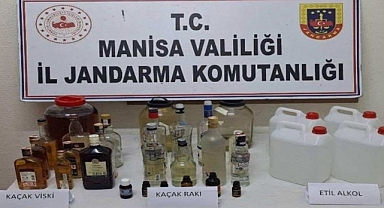 T.C.
MANİSA VALİLİĞİ
İL JANDARMA KOMUTANLIĞI
KAÇAK VİSKİ
KAÇAK RAKI
ETİL ALKOL